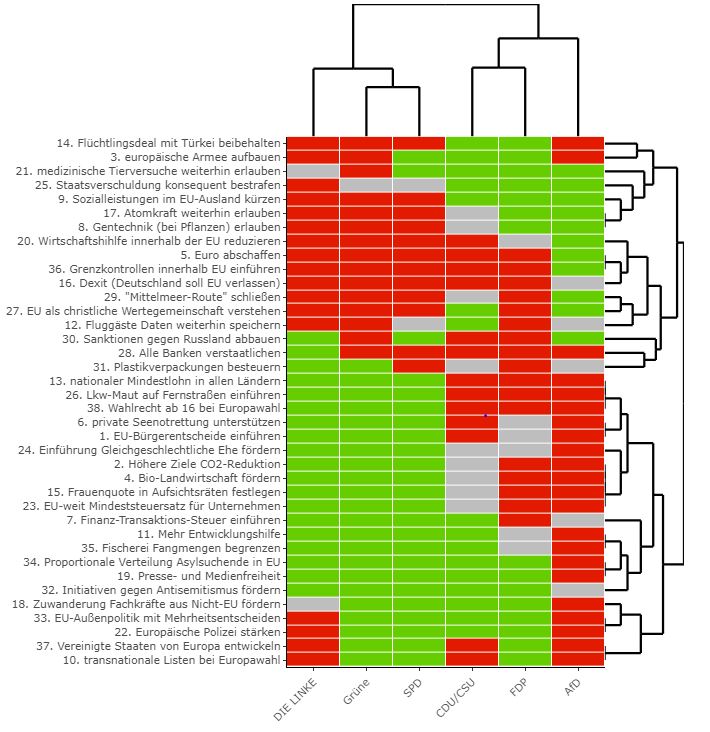 14. Flüchtlingsdeal mit Türkei beibehalten
3. europäische Armee aufbauen
21. medizinische Tierversuche weiterhin erlauben
25. Staatsverschuldung konsequent bestrafen
9. Sozialleistungen im EU-Ausland kürzen
17. Atomkraft weiterhin erlauben
8. Gentechnik (bei Pflanzen) erlauben
20. Wirtschaftshihlfe innerhalb der EU reduzieren
5. Euro abschaffen
36. Grenzkontrollen innerhalb EU einführen
16. Dexit (Deutschland soll EU verlassen)
29. "Mittelmeer-Route" schließen
27. EU als christliche Wertegemeinschaft verstehen
12. Fluggäste Daten weiterhin speichern
30. Sanktionen gegen Russland abbauen
28. Alle Banken verstaatlichen
31. Plastikverpackungen besteuern
13. nationaler Mindestlohn in allen Ländern
26. Lkw-Maut auf Fernstraßen einführen
38. Wahlrecht ab 16 bei Europawahl
6. private Seenotrettung unterstützen
1. EU-Bürgerentscheide einführen
24. Einführung Gleichgeschlechtliche Ehe fördern
2. Höhere Ziele CO2-Reduktion
4. Bio-Landwirtschaft fördern
15. Frauenquote in Aufsichtsräten festlegen
23. EU-weit Mindeststeuersatz für Unternehmen
7. Finanz-Transaktions-Steuer einführen
11. Mehr Entwicklungshilfe
35. Fischerei Fangmengen begrenzen
34. Proportionale Verteilung Asylsuchende in EU
19. Presse- und Medienfreiheit
32. Initiativen gegen Antisemitismus fördern
18. Zuwanderung Fachkräfte aus Nicht-EU fördern
33. EU-Außenpolitik mit Mehrheitsentscheiden
22. Europäische Polizei stärken
37. Vereinigte Staaten von Europa entwickeln
10. transnationale Listen bei Europawahl
DIE LINKE
Grüne
SPD
CDU/CSU
FDP
AfD